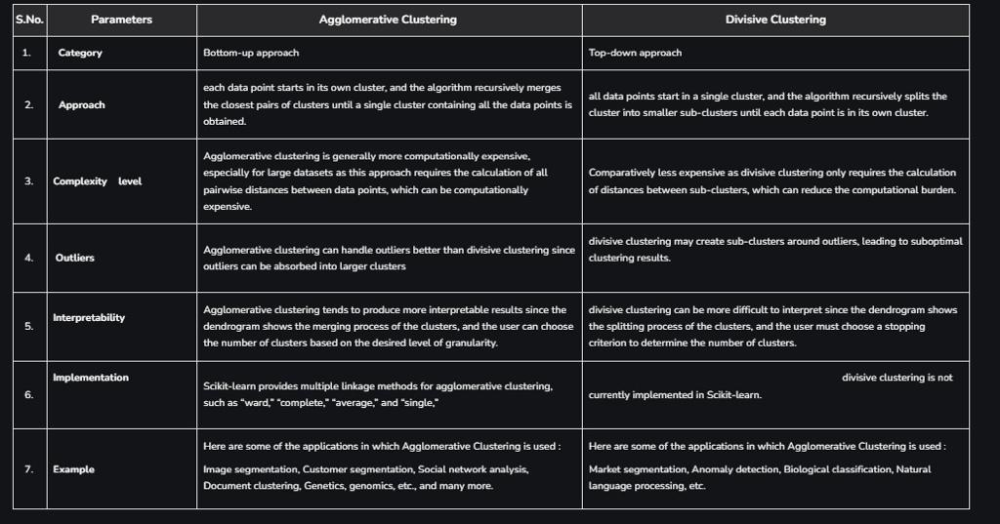 S.No. Parameters Agglomerative Clustering Divisive Clustering
1. Category Bottom-up approach Top-down approach
2. Approach
each data point starts in its own cluster, and the algorithm recursively merges
the closest pairs of clusters until a single cluster containing all the data points is
obtained.
all data points start in a single cluster, and the algorithm recursively splits the
cluster into smaller sub-clusters until each data point is in its own cluster.
3. Complexity level
Agglomerative clustering is generally more computationally expensive,
especially for large datasets as this approach requires the calculation of all
pairwise distances between data points, which can be computationally
expensive.
Comparatively less expensive as divisive clustering only requires the calculation
of distances between sub-clusters, which can reduce the computational burden.
4. Outliers
Agglomerative clustering can handle outliers better than divisive clustering since
outliers can be absorbed into larger clusters
divisive clustering may create sub-clusters around outliers, leading to suboptimal
clustering results.
5. Interpretability
Agglomerative clustering tends to produce more interpretable results since the
dendrogram shows the merging process of the clusters, and the user can choose
the number of clusters based on the desired level of granularity.
divisive clustering can be more difficult to interpret since the dendrogram shows
the splitting process of the clusters, and the user must choose a stopping
criterion to determine the number of clusters.
6. Implementation
Scikit-learn provides multiple linkage methods for agglomerative clustering,
such as “ward,” “complete,” “average,” and “single,”
divisive clustering is not
currently implemented in Scikit-learn.
7. Example
Here are some of the applications in which Agglomerative Clustering is used :
Image segmentation, Customer segmentation, Social network analysis,
Document clustering, Genetics, genomics, etc., and many more.
Here are some of the applications in which Agglomerative Clustering is used :
Market segmentation, Anomaly detection, Biological classification, Natural
language processing, etc.